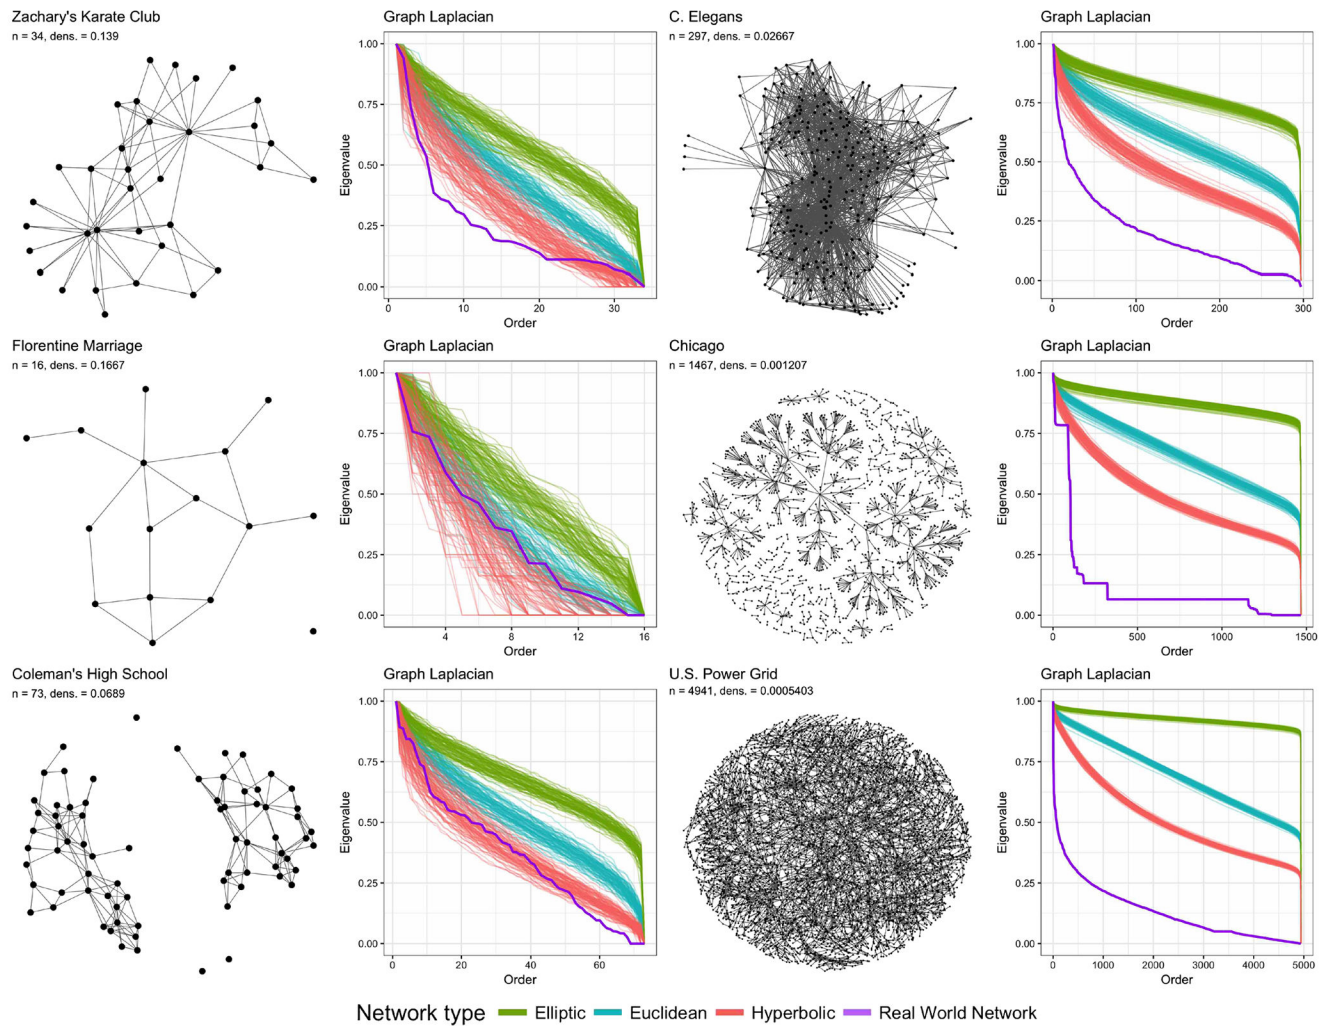 Zachary's Karate Club
n = 34, dens. = 0.139
Graph Laplacian
1.00
0.75
0.50
0.25
0.00
Eigenvalue
0
10
20
30
Order
C. Elegans
n = 297, dens. = 0.02667
Graph Laplacian
1.00
0.75
0.50
0.25
0.00
Eigenvalue
0
100
200
300
Order
Florentine Marriage
n = 16, dens. = 0.1667
Graph Laplacian
1.00
0.75
0.50
0.25
0.00
Eigenvalue
4
8
12
16
Order
Chicago
n = 1467, dens. = 0.001207
Graph Laplacian
1.00
0.75
0.50
0.25
0.00
Eigenvalue
0
500
1000
1500
Order
Coleman's High School
n = 73, dens. = 0.0689
Graph Laplacian
1.00
0.75
0.50
0.25
0.00
Eigenvalue
0
20
40
60
Order
U.S. Power Grid
n = 4941, dens. = 0.0005403
Graph Laplacian
1.00
0.75
0.50
0.25
0.00
Eigenvalue
0
1000
2000
3000
4000
5000
Order
Network type Elliptic Euclidean Hyperbolic Real World Network